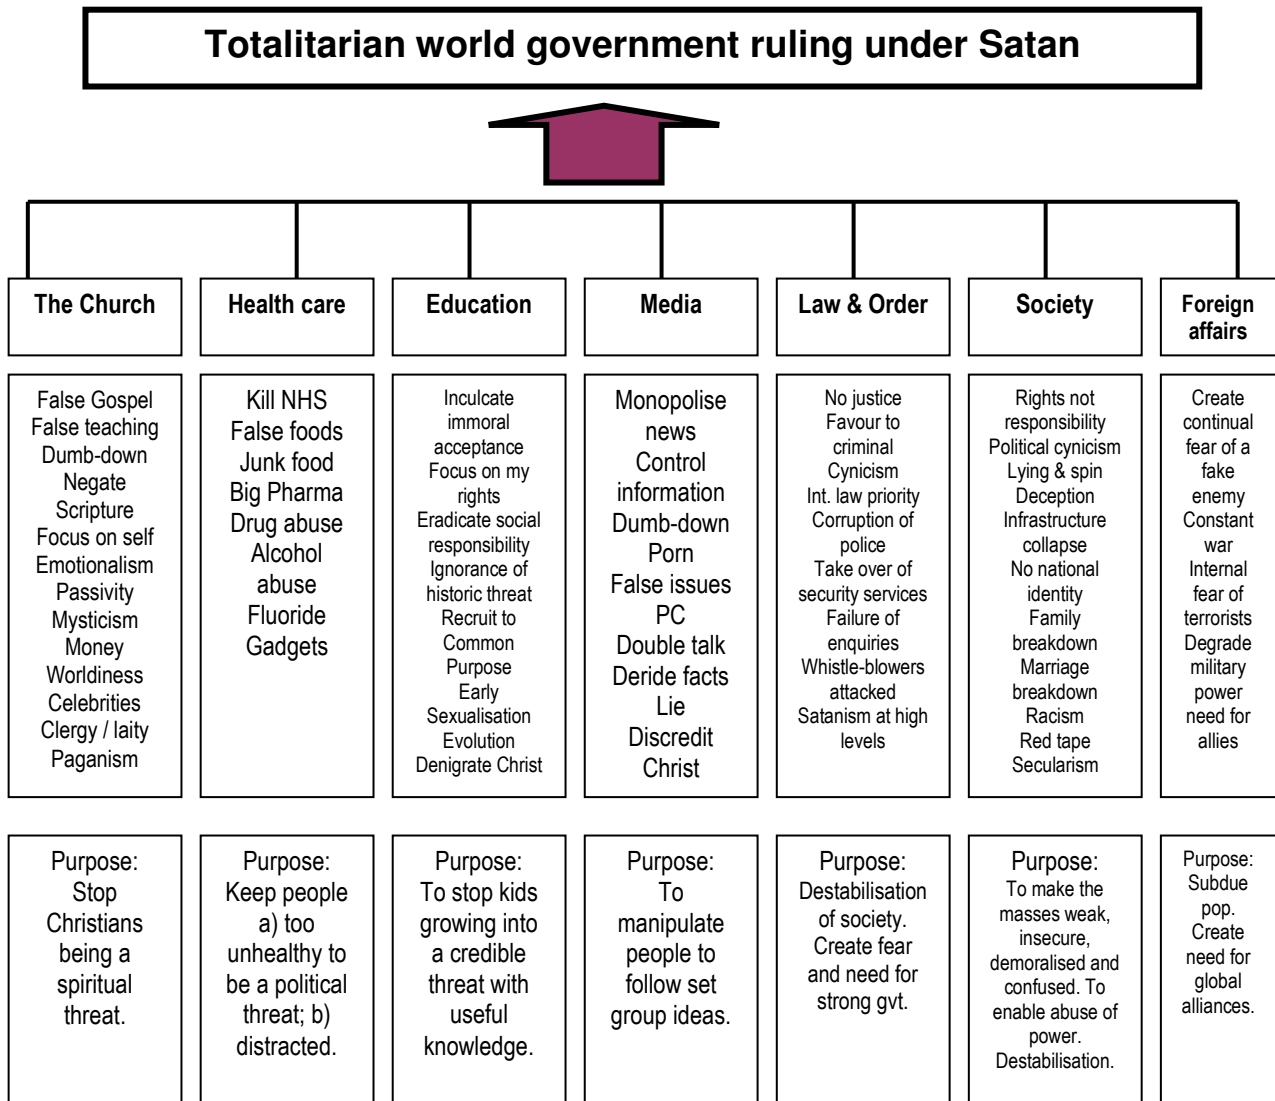 Totalitarian world government ruling under Satan
The Church
Health care
Education
Media
Law & Order
Society
Foreign
affairs
False Gospel
False teaching
Dumb-down
Negate
Scripture
Focus on self
Emotionalism
Passivity
Mysticism
Money
Worldiness
Celebrities
Clergy / laity
Paganism
Kill NHS
False foods
Junk food
Big Pharma
Drug abuse
Alcohol
abuse
Fluoride
Gadgets
Inculcate
immoral
acceptance
Focus on my
rights
Eradicate social
responsibility
Ignorance of
historic threat
Recruit to
Common
Purpose
Early
Sexualisation
Evolution
Denigrate Christ
Monopolise
news
Control
information
Dumb-down
Porn
False issues
PC
Double talk
Deride facts
Lie
Discredit
Christ
No justice
Favour to
criminal
Cynicism
Int. law priority
Corruption of
police
Take over of
security services
Failure of
enquiries
Whistle-blowers
attacked
Satanism at high
levels
Rights not
responsibility
Political cynicism
Lying & spin
Deception
Infrastructure
collapse
No national
identity
Family
breakdown
Marriage
breakdown
Racism
Red tape
Secularism
Create
continual
fear of a
fake
enemy
Constant
war
Internal
fear of
terrorists
Degrade
military
power
need for
allies
Purpose:
Stop
Christians
being a
spiritual
threat.
Purpose:
Keep people
a) too
unhealthy to
be a political
threat; b)
distracted.
Purpose:
To stop kids
growing into
a credible
threat with
useful
knowledge.
Purpose:
To
manipulate
people to
follow set
group ideas.
Purpose:
Destabilisation
of society.
Create fear
and need for
strong gvt.
Purpose:
To make the
masses weak,
insecure,
demoralised and
confused. To
enable abuse of
power.
Destabilisation.
Purpose:
Subdue
pop.
Create
need for
global
alliances.